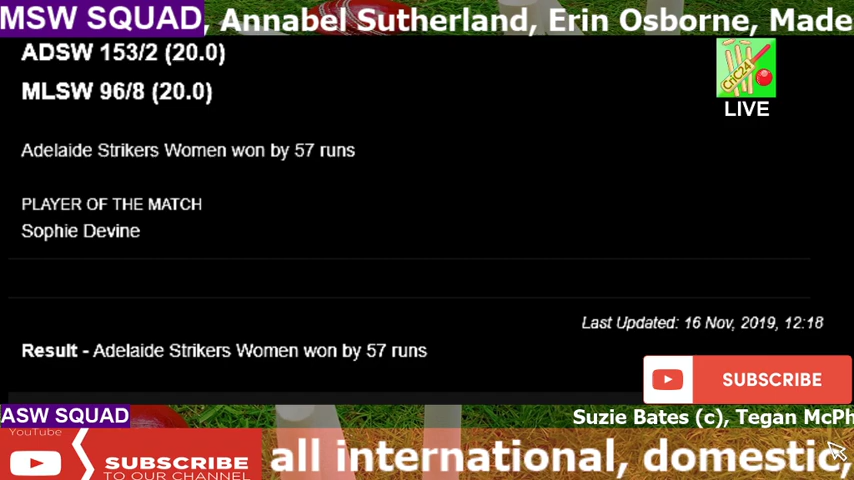 MSW SQUAD, Annabel Sutherland, Erin Osborne, Made
ADSW 153/2 (20.0)
CriC24
LIVE
MLSW 96/8 (20.0)
Adelaide Strikers Women won by 57 runs
PLAYER OF THE MATCH
Sophie Devine
Last Updated: 16 Nov, 2019, 12:18
Result - Adelaide Strikers Women won by 57 runs
SUBSCRIBE
ASW SQUAD
Suzie Bates (c), Tegan McPh
YouTube
SUBSCRIBE
TO OUR CHANNEL
all international, domestic,